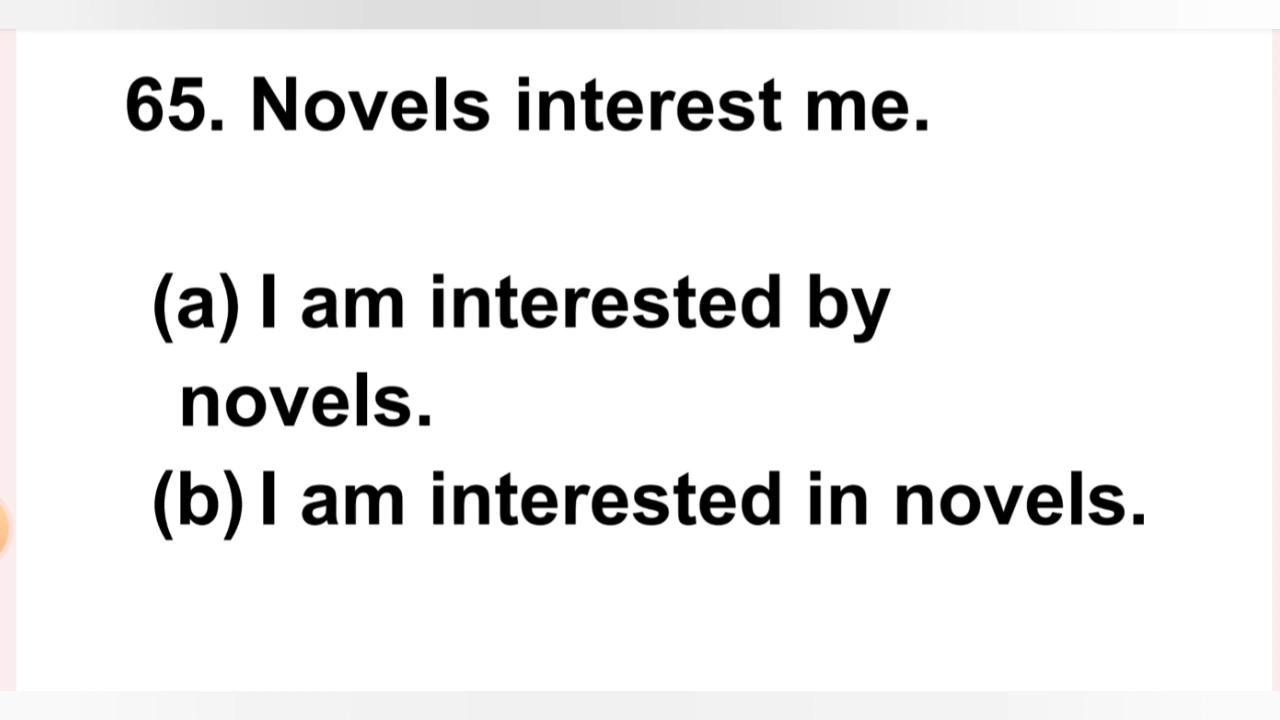 65. Novels interest me.
(a) I am interested by
novels.
(b) I am interested in novels.